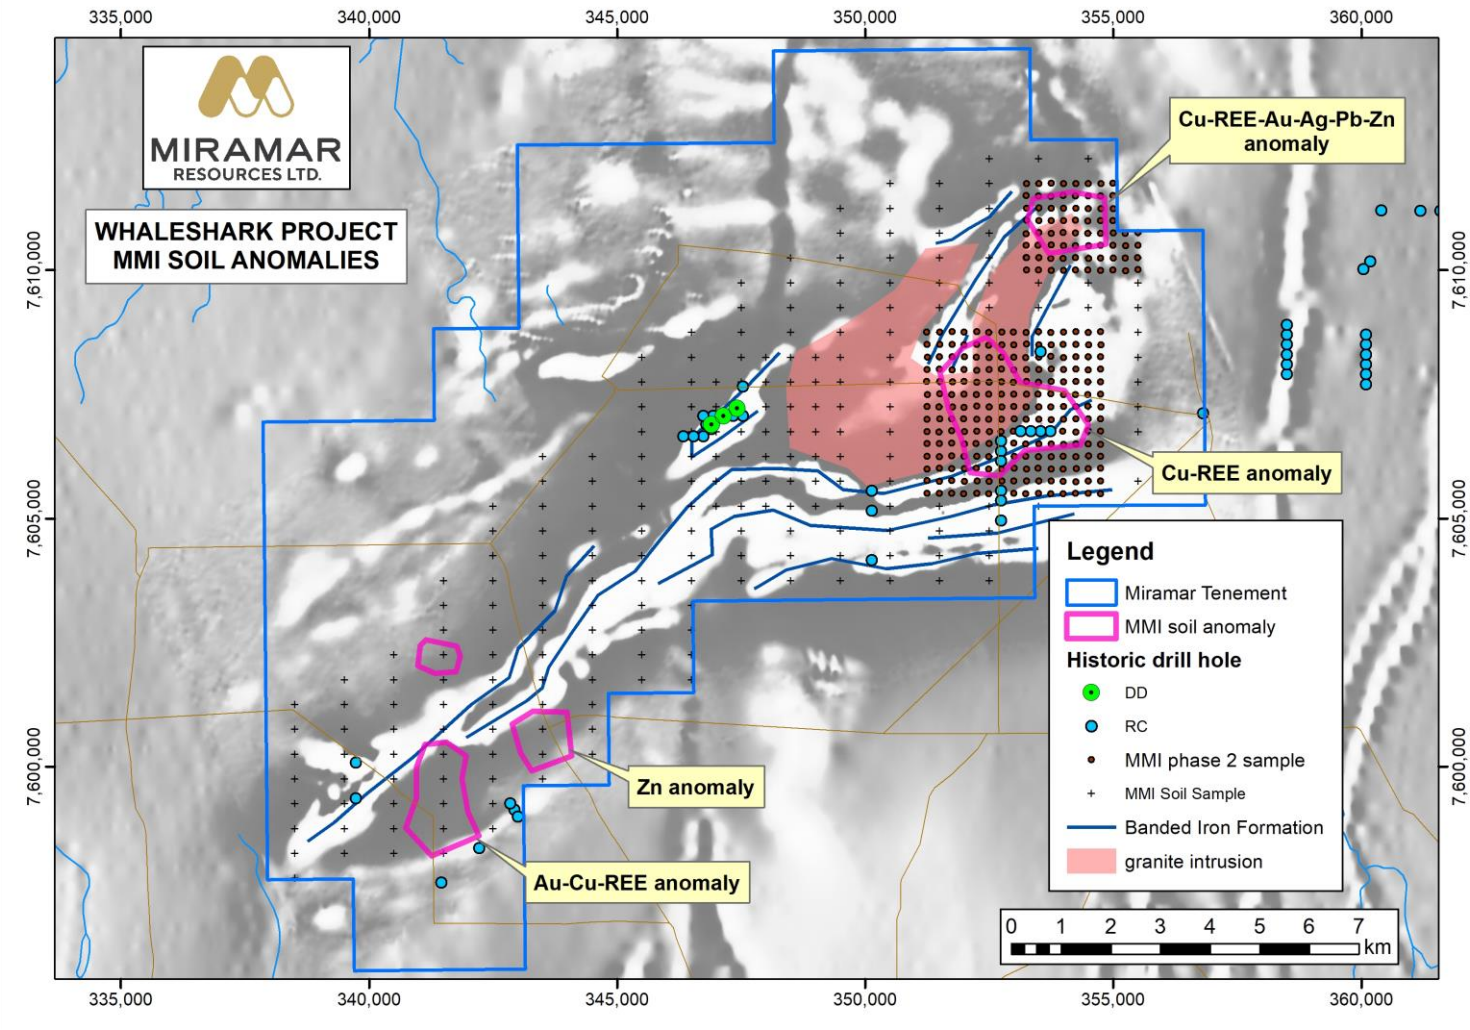 335,000
340,000
345,000
350,000
355,000
360,000
MIRAMAR
RESOURCES LTD.
WHALESHARK PROJECT
MMI SOIL ANOMALIES
Cu-REE-Au-Ag-Pb-Zn
anomaly
7,610,000
7,610,000
Cu-REE anomaly
7,605,000
7,605,000
Legend
Miramar Tenement
MMI soil anomaly
Historic drill hole
DD
RC
MMI phase 2 sample
MMI Soil Sample
Banded Iron Formation
granite intrusion
7,600,000
7,600,000
Zn anomaly
Au-Cu-REE anomaly
0 1 2 3 4 5 6 7
km
335,000
340,000
345,000
350,000
355,000
360,000